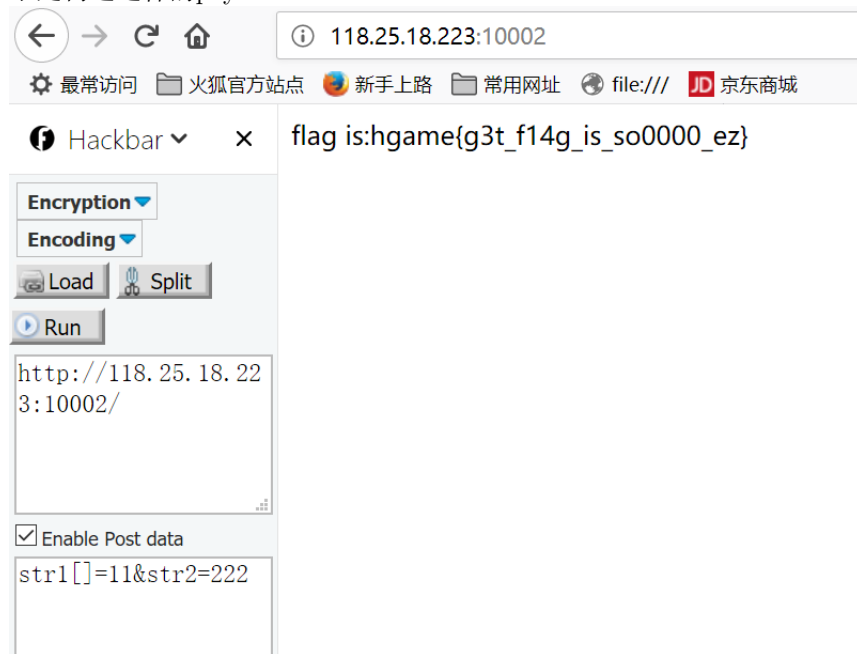 118.25.18.223:10002
最常访问 火狐官方站点 新手上路 常用网址 file:/// JD 京东商城
Hackbar ×
flag is:hgame{g3t_f14g_is_so0000_ez}
Encryption
Encoding
Load Split
Run
http://118.25.18.22
3:10002/
Enable Post data
str1[]=11&str2=222